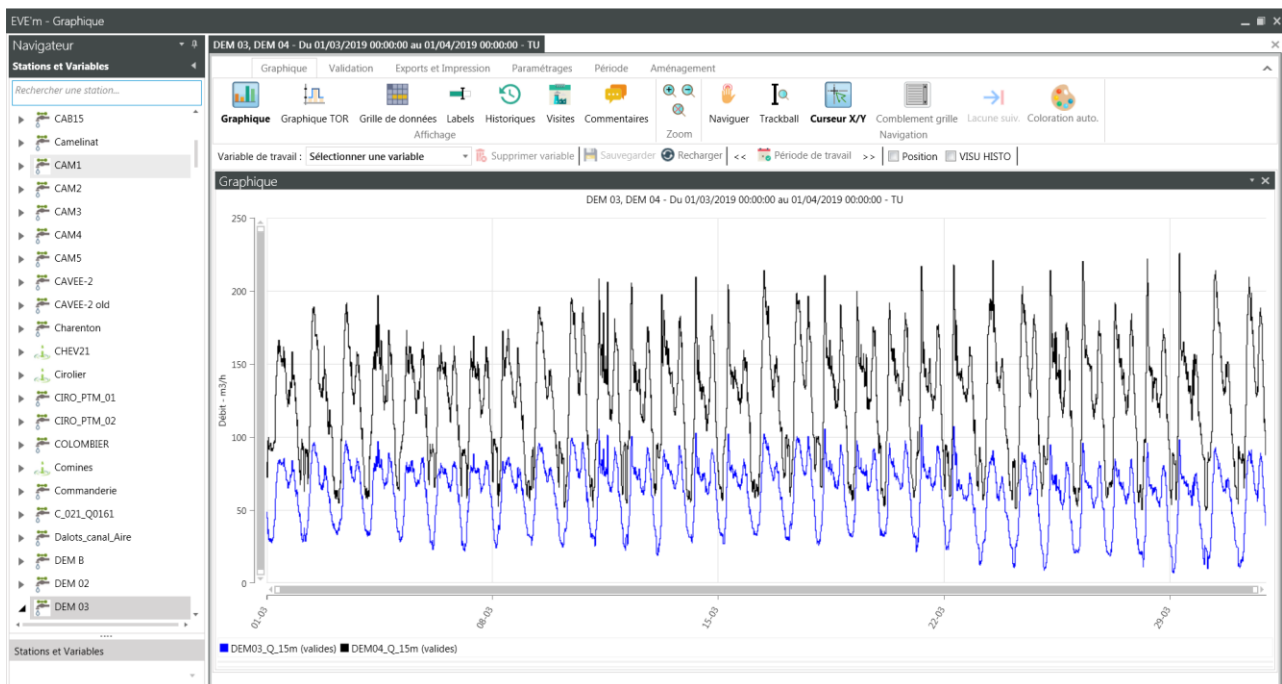 EVE'm - Graphique
Navigateur
Stations et Variables
Rechercher une station...
CAB15
Camelinat
CAM1
CAM2
CAM3
CAM4
CAM5
CAVEE-2
CAVEE-2 old
Charenton
CHEV21
Cirolier
CIRO_PTM_01
CIRO_PTM_02
COLOMBIER
Comines
Commanderie
C_021_Q0161
Dalots_canal_Aire
DEM B
DEM 02
DEM 03
Stations et Variables
DEM 03, DEM 04 - Du 01/03/2019 00:00:00 au 01/04/2019 00:00:00 - TU
Graphique Validation Exports et Impression Paramétrages Période Aménagement
Graphique Graphique TOR Grille de données Labels Historiques Visites Commentaires Naviguer Trackball Curseur X/Y Comblement grille Lacune suiv. Coloration auto.
Affichage Zoom Navigation
Variable de travail : Sélectionner une variable Supprimer variable Sauvegarder Recharger << Période de travail >> Position VISU HISTO
Graphique
DEM 03, DEM 04 - Du 01/03/2019 00:00:00 au 01/04/2019 00:00:00 - TU
Débit - m3/h
250
200
150
100
50
0
01-03 08-03 15-03 22-03 29-03
DEM03_Q_15m (valides) DEM04_Q_15m (valides)